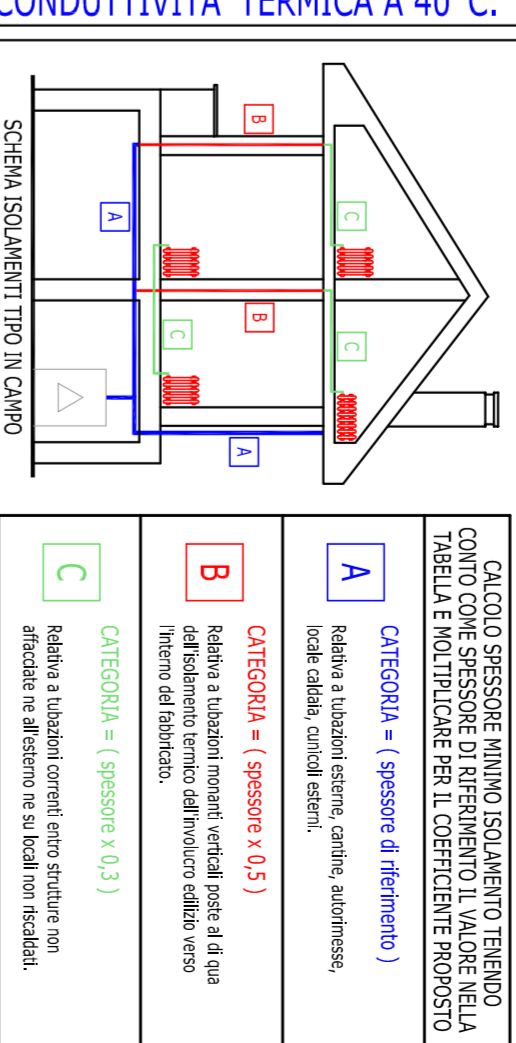 CONDUTTIVITA' TERMICA A 40°C.
B
C
A
B
C
C
A
SCHEMA ISOLAMENTI TIPO IN CAMPO
CALCOLO SPESSORE MINIMO ISOLAMENTO TENENDO
CONTO COME SPESSORE DI RIFERIMENTO IL VALORE NELLA
TABELLA E MOLTIPLICARE PER IL COEFFICIENTE PROPOSTO
A
CATEGORIA = ( spessore di riferimento )
Relativa a tubazioni esterne, cantine, autorimesse,
locale caldaia, cunicoli esterni.
B
CATEGORIA = ( spessore x 0,5 )
Relativa a tubazioni monanti verticali poste al di qua
dell'isolamento termico dell'involucro edilizio verso
l'interno del fabbricato.
C
CATEGORIA = ( spessore x 0,3 )
Relativa a tubazioni correnti entro strutture non
affacciate ne all'esterno ne su locali non riscaldati.